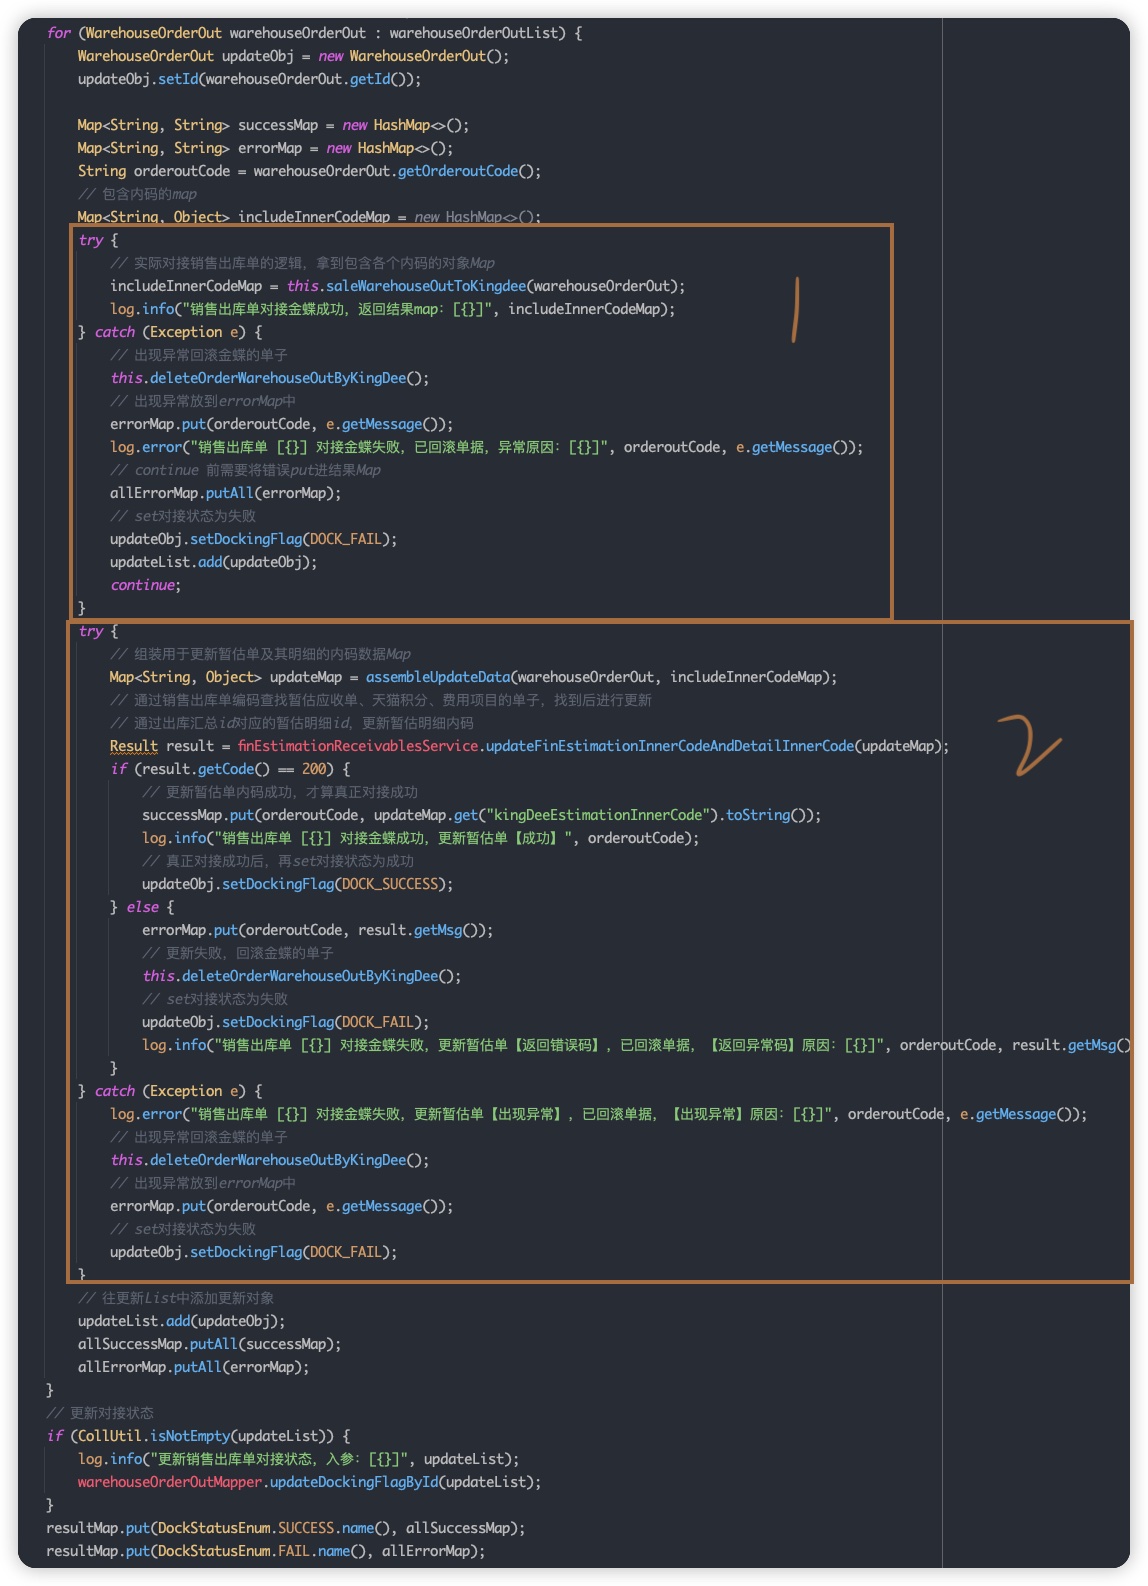 for (WarehouseOrderOut warehouseOrderOut : warehouseOrderOutList) {
WarehouseOrderOut updateObj = new WarehouseOrderOut();
updateObj.setId(warehouseOrderOut.getId());
Map<String, String> successMap = new HashMap<>();
Map<String, String> errorMap = new HashMap<>();
String orderoutCode = warehouseOrderOut.getOrderoutCode();
// 包含内码的map
Map<String, Object> includeInnerCodeMap = new HashMap<>();
try {
// 实际对接销售出库单的逻辑，拿到包含各个内码的对象Map
includeInnerCodeMap = this.saleWarehouseOutToKingdee(warehouseOrderOut);
log.info("销售出库单对接金蝶成功，返回结果map：[{}]", includeInnerCodeMap);
1
} catch (Exception e) {
// 出现异常回滚金蝶的单子
this.deleteOrderWarehouseOutByKingDee();
// 出现异常放到errorMap中
errorMap.put(orderoutCode, e.getMessage());
log.error("销售出库单 [{}] 对接金蝶失败，已回滚单据，异常原因：[{}]", orderoutCode, e.getMessage());
// continue 前需要将错误put进结果Map
allErrorMap.putAll(errorMap);
// set对接状态为失败
updateObj.setDockingFlag(DOCK_FAIL);
updateList.add(updateObj);
continue;
}
try {
// 组装用于更新暂估单及其明细的内码数据Map
Map<String, Object> updateMap = assembleUpdateData(warehouseOrderOut, includeInnerCodeMap);
// 通过销售出库单编码查找暂估应收单、天猫积分、费用项目的单子，找到后进行更新
// 通过出库汇总id对应的暂估明细id，更新暂估明细内码
2
Result result = finEstimationReceivablesService.updateFinEstimationInnerCodeAndDetailInnerCode(updateMap);
if (result.getCode() == 200) {
// 更新暂估单内码成功，才算真正对接成功
successMap.put(orderoutCode, updateMap.get("kingDeeEstimationInnerCode").toString());
log.info("销售出库单 [{}] 对接金蝶成功，更新暂估单【成功】", orderoutCode);
// 真正对接成功后，再set对接状态为成功
updateObj.setDockingFlag(DOCK_SUCCESS);
} else {
errorMap.put(orderoutCode, result.getMsg());
// 更新失败，回滚金蝶的单子
this.deleteOrderWarehouseOutByKingDee();
// set对接状态为失败
updateObj.setDockingFlag(DOCK_FAIL);
log.info("销售出库单 [{}] 对接金蝶失败，更新暂估单【返回错误码】，已回滚单据，【返回异常码】原因：[{}]", orderoutCode, result.getMsg()
}
} catch (Exception e) {
log.error("销售出库单 [{}] 对接金蝶失败，更新暂估单【出现异常】，已回滚单据，【出现异常】原因：[{}]", orderoutCode, e.getMessage());
// 出现异常回滚金蝶的单子
this.deleteOrderWarehouseOutByKingDee();
// 出现异常放到errorMap中
errorMap.put(orderoutCode, e.getMessage());
// set对接状态为失败
updateObj.setDockingFlag(DOCK_FAIL);
}
// 往更新List中添加更新对象
updateList.add(updateObj);
allSuccessMap.putAll(successMap);
allErrorMap.putAll(errorMap);
}
// 更新对接状态
if (CollUtil.isNotEmpty(updateList)) {
log.info("更新销售出库单对接状态，入参：[{}]", updateList);
warehouseOrderOutMapper.updateDockingFlagById(updateList);
}
resultMap.put(DockStatusEnum.SUCCESS.name(), allSuccessMap);
resultMap.put(DockStatusEnum.FAIL.name(), allErrorMap);